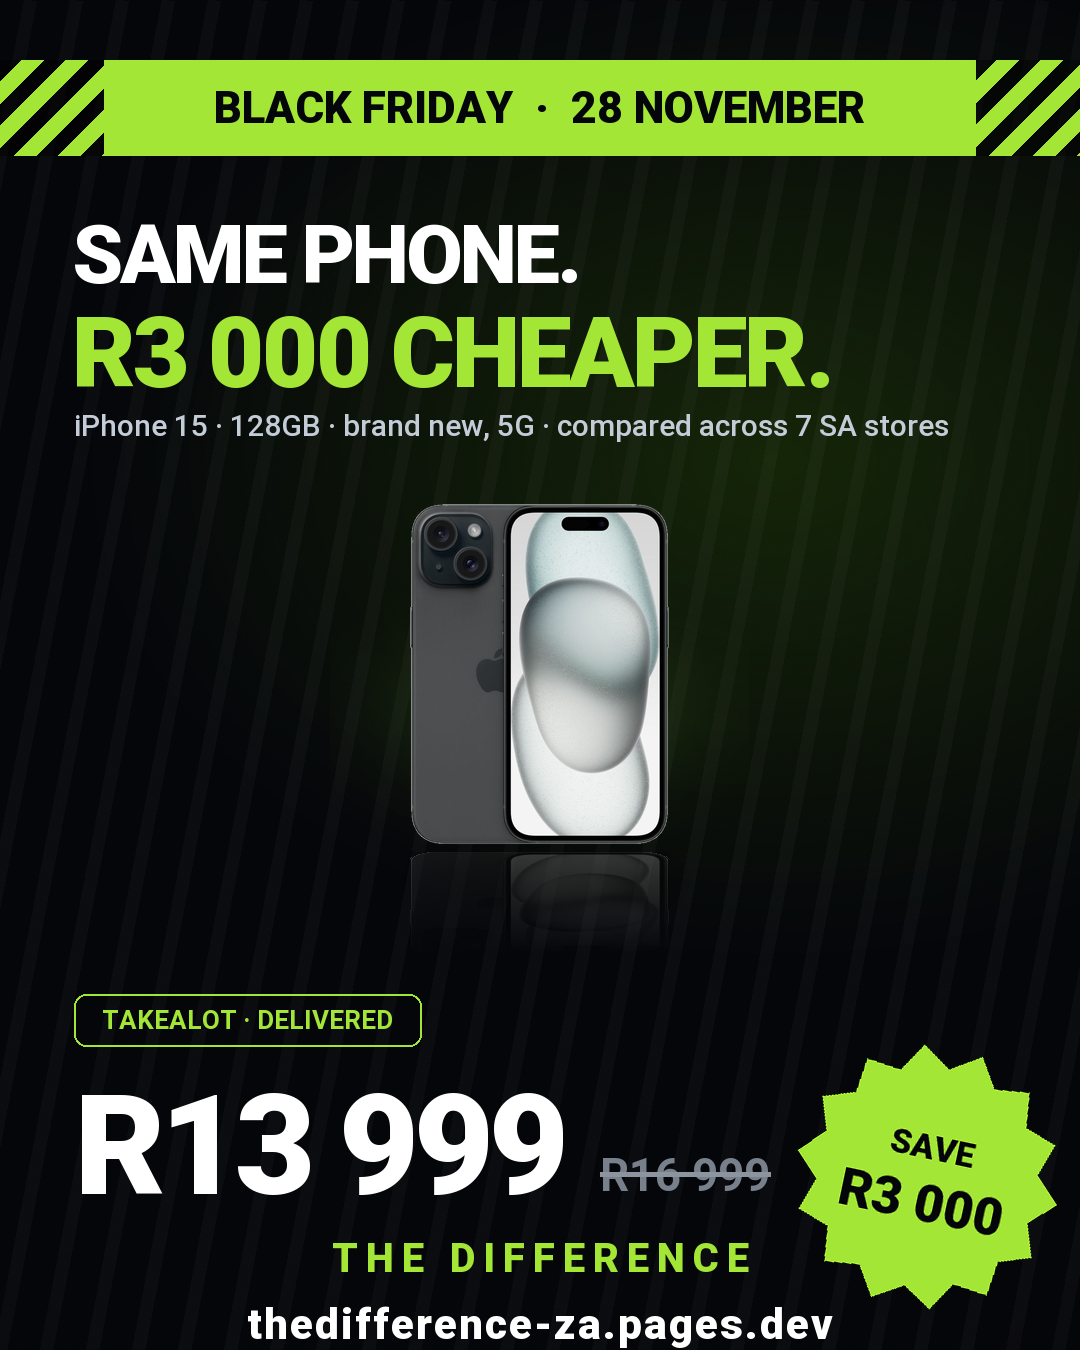 BLACK FRIDAY · 28 NOVEMBER
SAME PHONE.
R3 000 CHEAPER.
iPhone 15 · 128GB · brand new, 5G · compared across 7 SA stores
TAKEALOT · DELIVERED
R13 999 R16 999
SAVE
R3 000
THE DIFFERENCE
thedifference-za.pages.dev